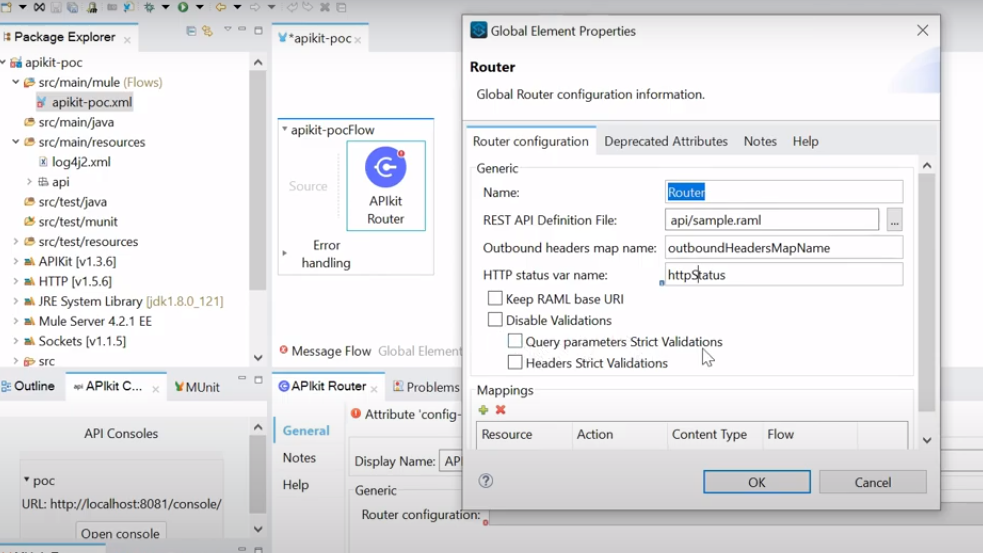 Package Explorer
apikit-poc
src/main/mule (Flows)
apikit-poc.xml
src/main/java
src/main/resources
log4j2.xml
api
src/test/java
src/test/munit
src/test/resources
APIKit [v1.3.6]
HTTP [v1.5.6]
JRE System Library [jdk1.8.0_121]
Mule Server 4.2.1 EE
Sockets [v1.1.5]
src
Outline
api APIkit C...
MUnit
API Consoles
poc
URL: http://localhost:8081/console/
Open console
*apikit-poc
apikit-pocFlow
Source
APIkit
Router
Error
handling
Message Flow
Global Element
APIkit Router
Problems
General
Notes
Help
Attribute 'config-
Display Name:
API
Generic
Router configuration:
Global Element Properties
Router
Global Router configuration information.
Router configuration
Deprecated Attributes
Notes
Help
Generic
Name:
Router
REST API Definition File:
api/sample.raml
...
Outbound headers map name:
outboundHeadersMapName
HTTP status var name:
httpStatus
Keep RAML base URI
Disable Validations
Query parameters Strict Validations
Headers Strict Validations
Mappings
Resource
Action
Content Type
Flow
OK
Cancel